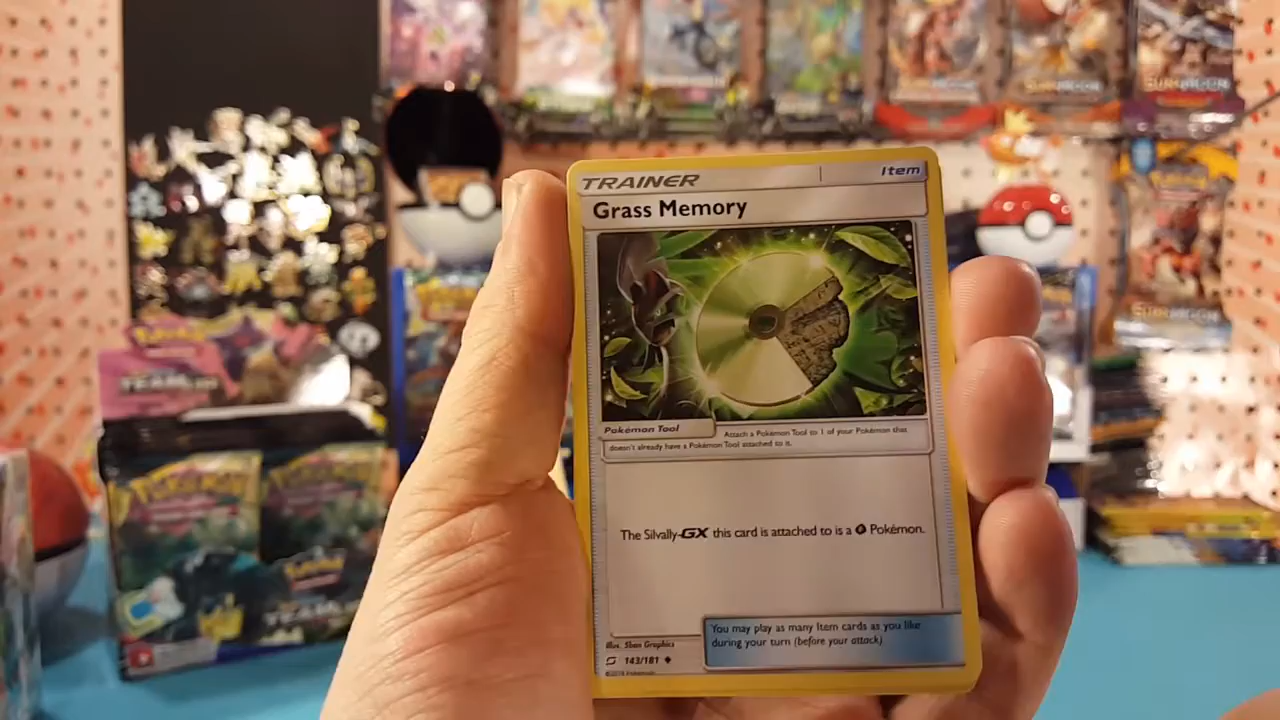 TRAINER
Item
Grass Memory
Pokémon Tool
Attach a Pokémon Tool to 1 of your Pokémon that
doesn't already have a Pokémon Tool attached to it.
The Silvally-GX this card is attached to is a Pokémon.
You may play as many Item cards as you like
during your turn (before your attack)
Illus. 5ban Graphics
143/181
POKÉMON
POKÉMON